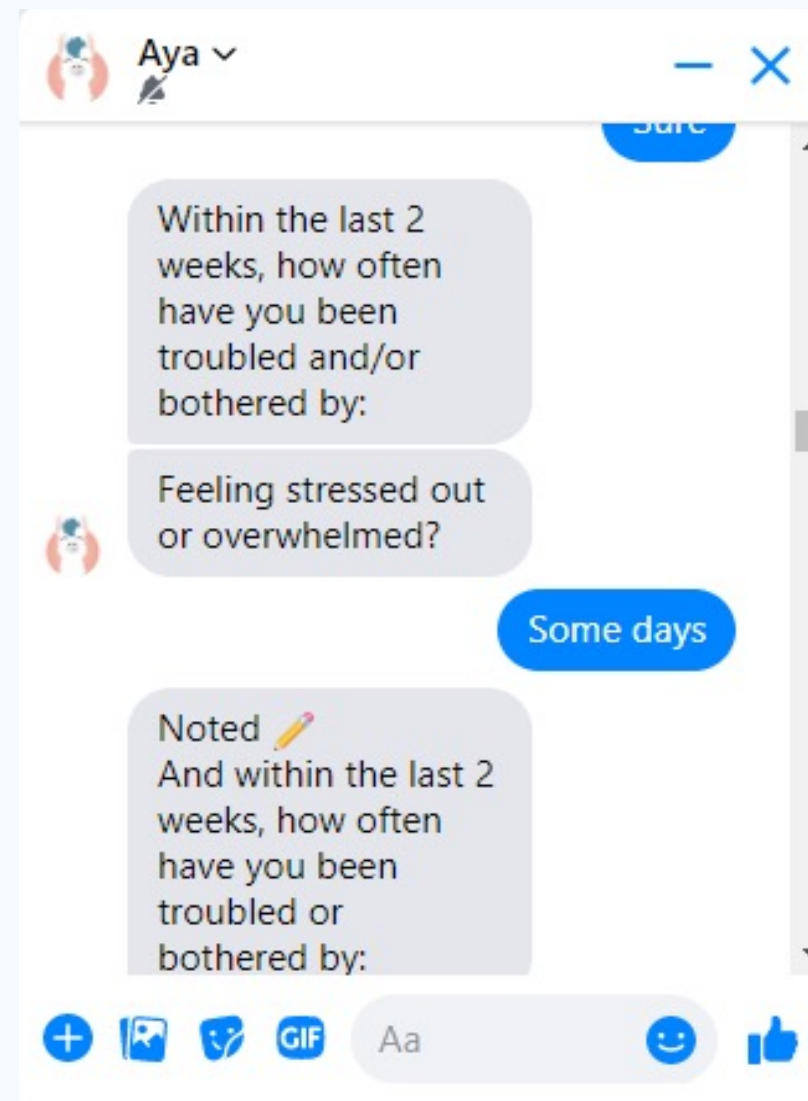 Aya
Sure
Within the last 2
weeks, how often
have you been
troubled and/or
bothered by:
Feeling stressed out
or overwhelmed?
Some days
Noted ✏️
And within the last 2
weeks, how often
have you been
troubled or
bothered by:
GIF
Aa